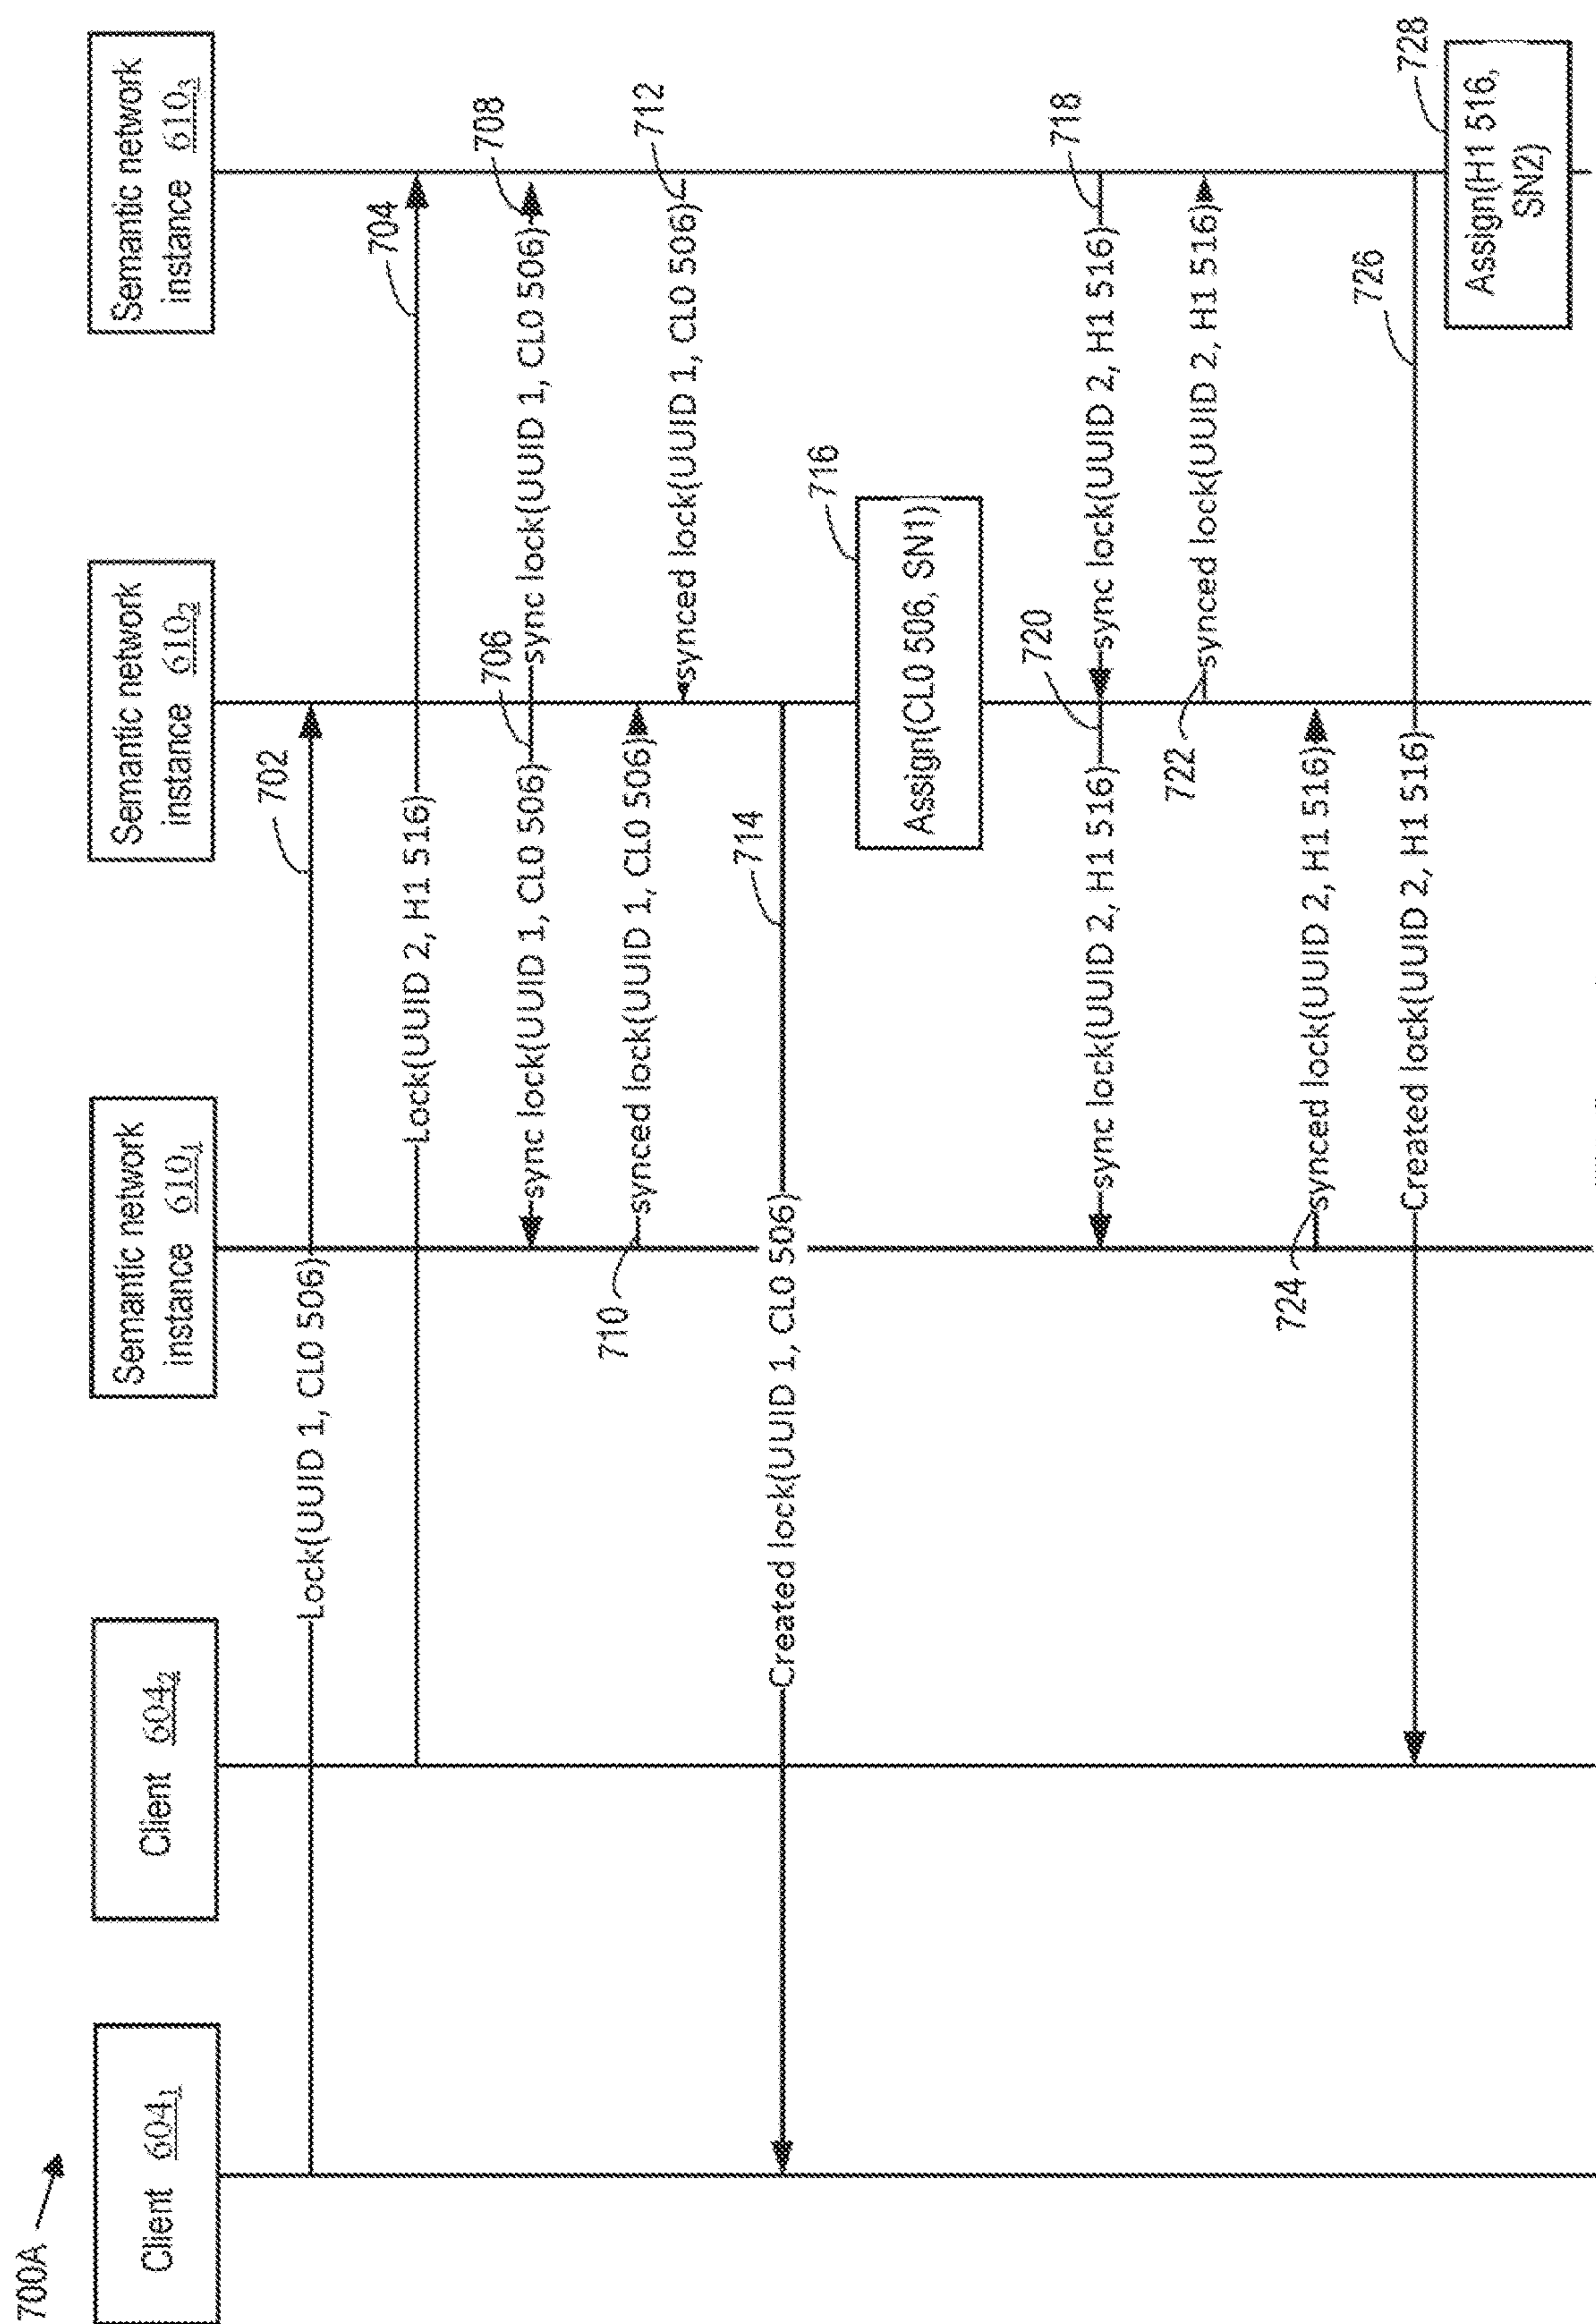 700A
Client 604₁
Client 604₂
Semantic network
instance 610₁
Semantic network
instance 610₂
Semantic network
instance 610₃
Lock(UUID 1, CL0 506)
702
Lock(UUID 2, H1 516)
704
sync lock(UUID 1, CL0 506)
706
sync lock(UUID 1, CL0 506)
708
710
synced lock(UUID 1, CL0 506)
synced lock(UUID 1, CL0 506)
712
Created lock(UUID 1, CL0 506)
714
716
Assign(CL0 506, SN1)
sync lock(UUID 2, H1 516)
720
sync lock(UUID 2, H1 516)
718
722
synced lock(UUID 2, H1 516)
724
synced lock(UUID 2, H1 516)
Created lock(UUID 2, H1 516)
726
728
Assign(H1 516,
SN2)